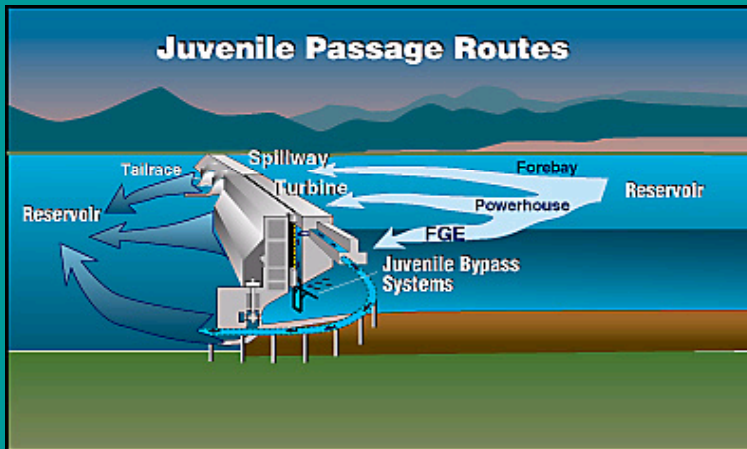 Juvenile Passage Routes
Spillway
Forebay
Tailrace
Turbine
Reservoir
Powerhouse
Reservoir
FGE
Juvenile Bypass
Systems